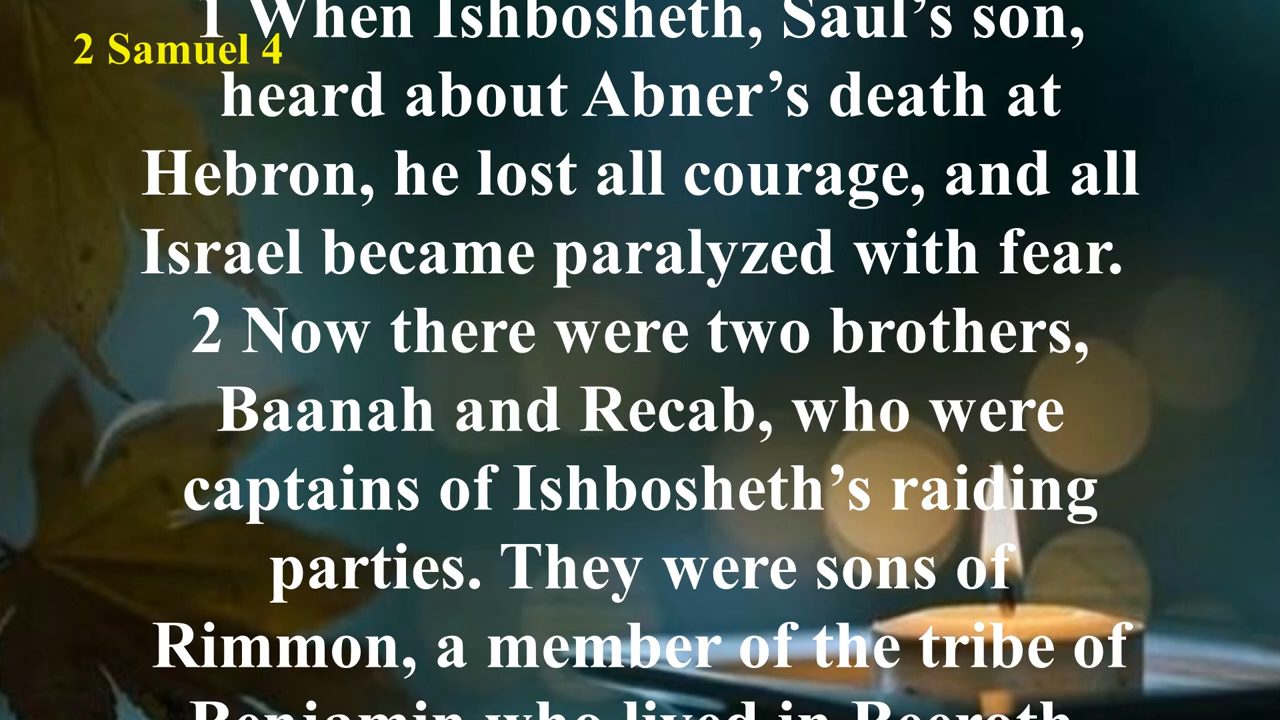 2 Samuel 4
1 When Ishbosheth, Saul’s son,
heard about Abner’s death at
Hebron, he lost all courage, and all
Israel became paralyzed with fear.
2 Now there were two brothers,
Baanah and Recab, who were
captains of Ishbosheth’s raiding
parties. They were sons of
Rimmon, a member of the tribe of
Benjamin who lived in Beeroth.